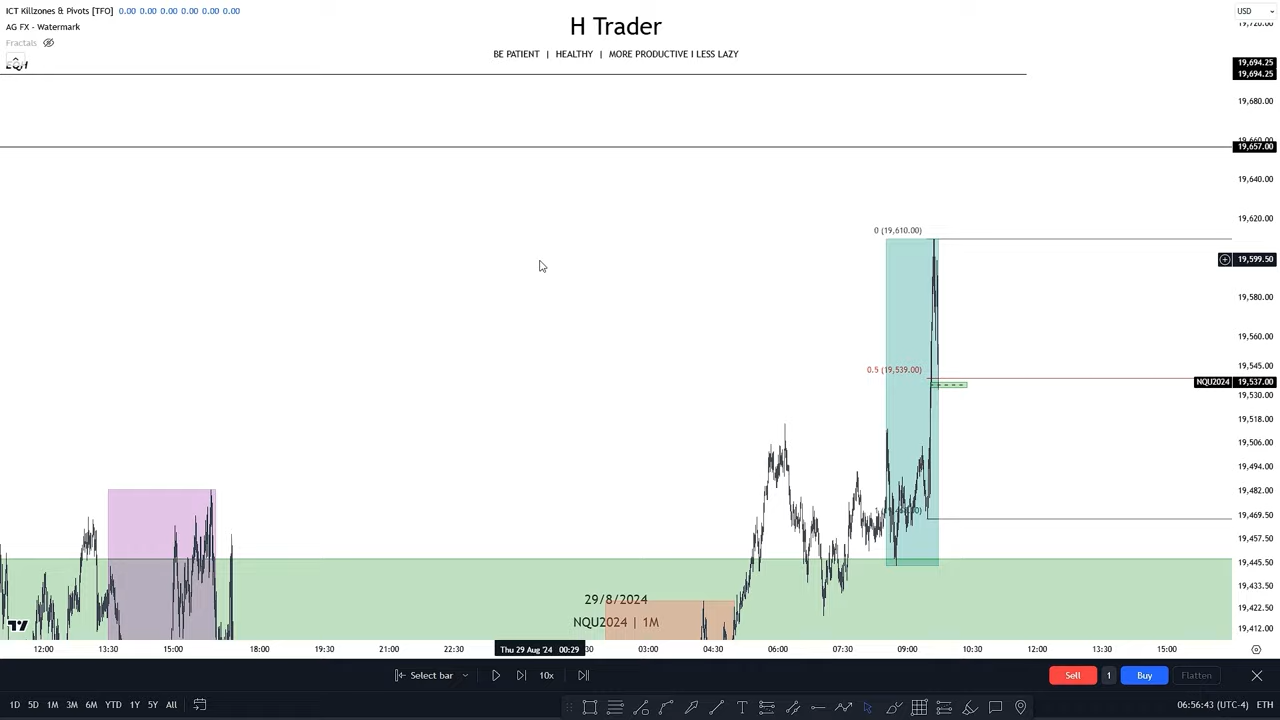 ICT Killzones & Pivots [TFO] 0.00 0.00 0.00 0.00 0.00 0.00
AG FX - Watermark
Fractals
EQH
H Trader
BE PATIENT | HEALTHY | MORE PRODUCTIVE I LESS LAZY
USD
19,720.00
19,694.25
19,694.25
19,680.00
19,660.00
19,657.00
19,640.00
19,620.00
0 (19,610.00)
19,599.50
19,580.00
19,560.00
19,545.00
0.5 (19,539.00)
NQU2024 19,537.00
19,530.00
19,518.00
19,506.00
19,494.00
19,482.00
19,469.50
19,457.50
19,445.50
19,433.50
19,422.50
19,412.00
29/8/2024
NQU2024 | 1M
12:00 13:30 15:00 18:00 19:30 21:00 22:30 Thu 29 Aug '24 00:29 :30 03:00 04:30 06:00 07:30 09:00 10:30 12:00 13:30 15:00
Select bar 10x Sell 1 Buy Flatten
1D 5D 1M 3M 6M YTD 1Y 5Y All 06:56:43 (UTC-4) ETH